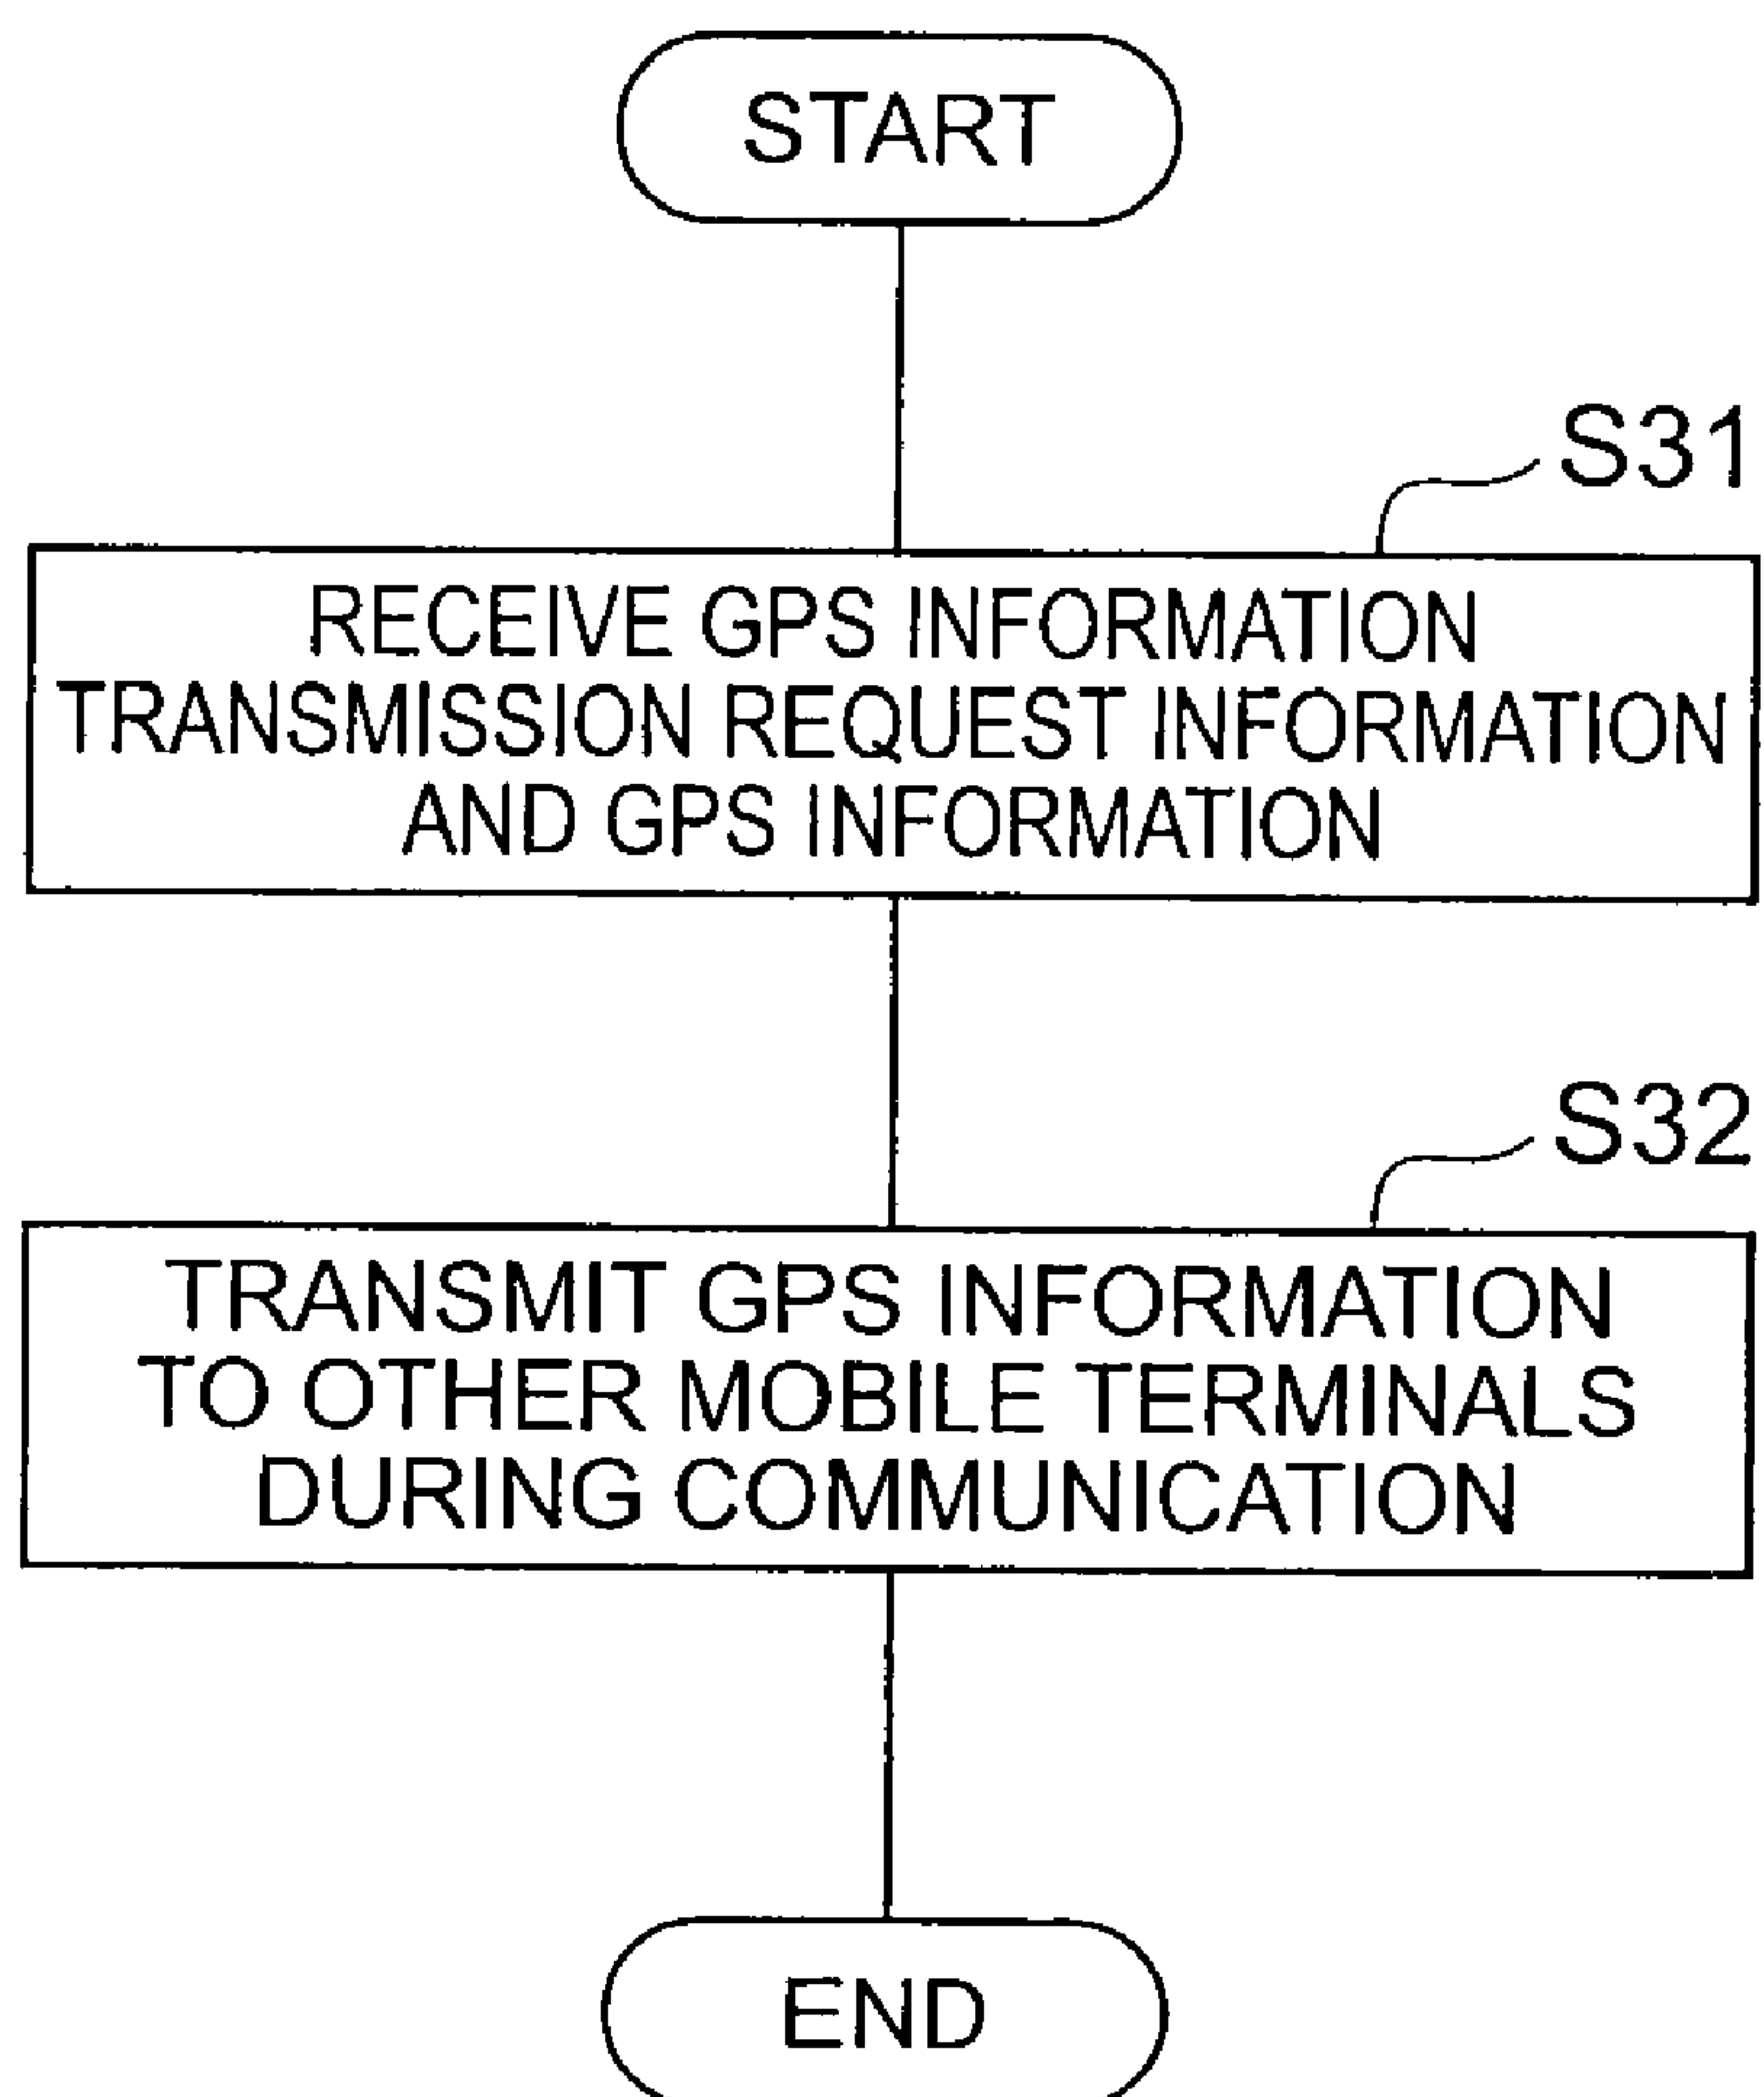 START
S31
RECEIVE GPS INFORMATION
TRANSMISSION REQUEST INFORMATION
AND GPS INFORMATION
S32
TRANSMIT GPS INFORMATION
TO OTHER MOBILE TERMINALS
DURING COMMUNICATION
END